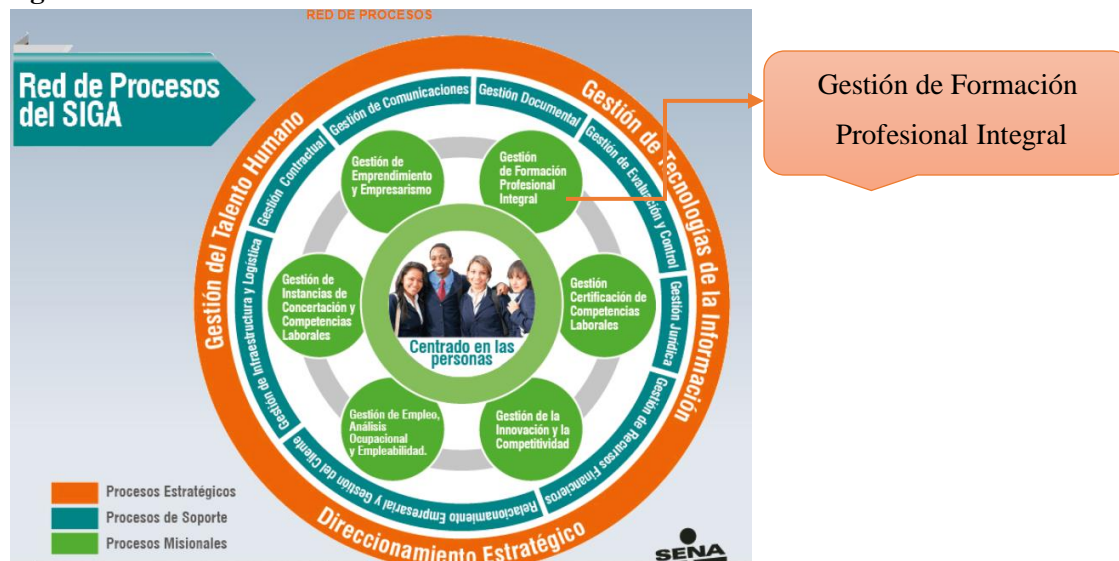 RED DE PROCESOS
Red de Procesos
del SIGA
Gestión del Talento Humano
Gestión de Tecnologías de la Información
Direccionamiento Estratégico
Gestión de Comunicaciones
Gestión Documental
Gestión de Evaluación y Control
Gestión Jurídica
Gestión de Recursos Financieros
Relacionamiento Empresarial y Gestión del Cliente
Gestión de Infraestructura y Logística
Gestión Contractual
Gestión de
Emprendimiento
y Empresarismo
Gestión
de Formación
Profesional
Integral
Gestión de
Instancias de
Concertación y
Competencias
Laborales
Gestión
Certificación de
Competencias
Laborales
Centrado en las
personas
Gestión de Empleo,
Análisis
Ocupacional
y Empleabilidad.
Gestión de la
Innovación y la
Competitividad
Procesos Estratégicos
Procesos de Soporte
Procesos Misionales
SENA
Gestión de Formación
Profesional Integral